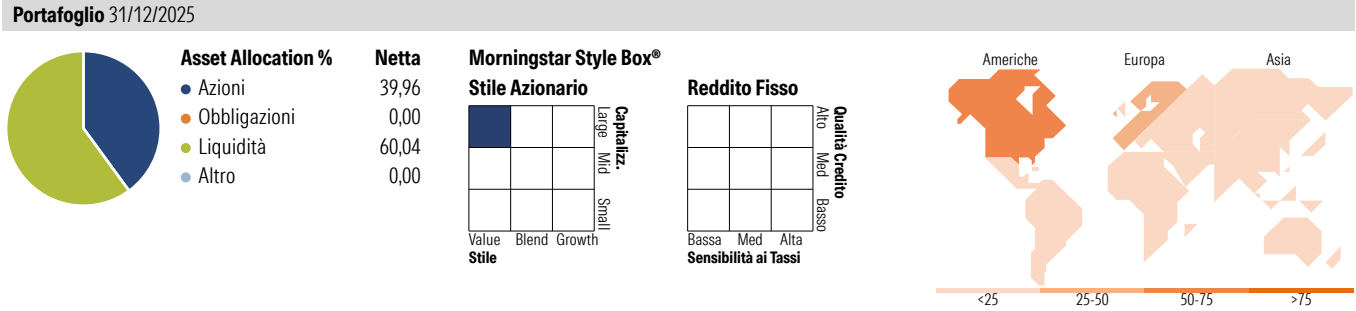 Portafoglio 31/12/2025
Asset Allocation % Netta
Azioni 39,96
Obbligazioni 0,00
Liquidità 60,04
Altro 0,00
Morningstar Style Box®
Stile Azionario
Large Mid Small
Capitalizz.
Value Blend Growth
Stile
Reddito Fisso
Alto Med Basso
Qualità Credito
Bassa Med Alta
Sensibilità ai Tassi
Americhe Europa Asia
<25 25-50 50-75 >75